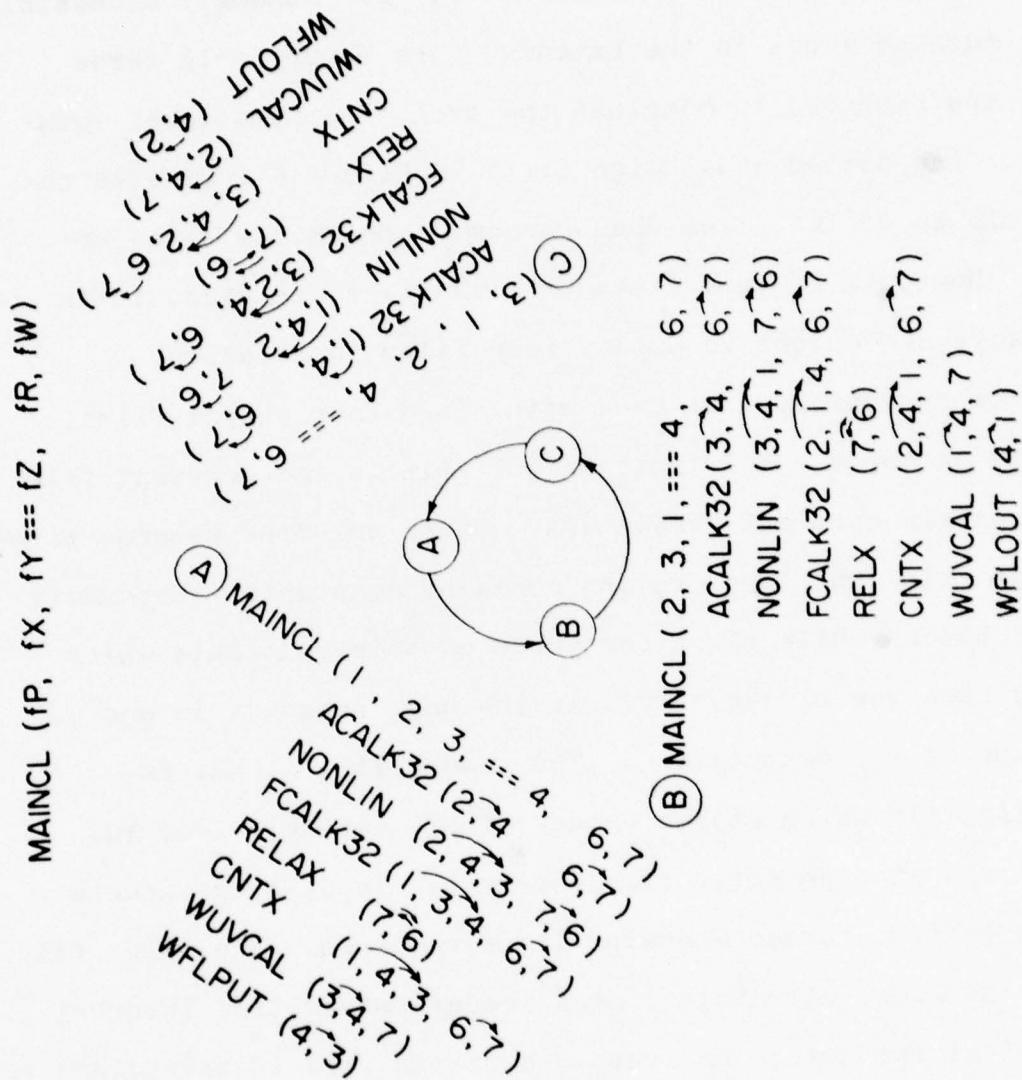 MAINCL (fP, fX, fY === fZ, fR, fW)
A MAINCL (1, 2, 3, === 4, 6, 7)
ACALK32 (2, 4 6, 7)
NONLIN (2, 4, 3, 7, 6)
FCALK32 (1, 3, 4, 6, 7)
RELAX (7, 6)
CNTX (1, 4, 3, 6, 7)
WUVCAL (3, 4, 7)
WFLPUT (4, 3)
A
B
C
B MAINCL (2, 3, 1, === 4, 6, 7)
ACALK32 (3, 4, 6, 7)
NONLIN (3, 4, 1, 7, 6)
FCALK32 (2, 1, 4, 6, 7)
RELX (7, 6)
CNTX (2, 4, 1, 6, 7)
WUVCAL (1, 4, 7)
WFLOUT (4, 1)
C (3, 1, 2, === 4, 6, 7)
ACALK 32 (1, 4, 6, 7)
NONLIN (1, 4, 2, 7, 6)
FCALK 32 (3, 2, 4, 6, 7)
RELX (7, 6)
CNTX (3, 4, 2, 6, 7)
WUVCAL (2, 4, 7)
WFLOUT (4, 2)